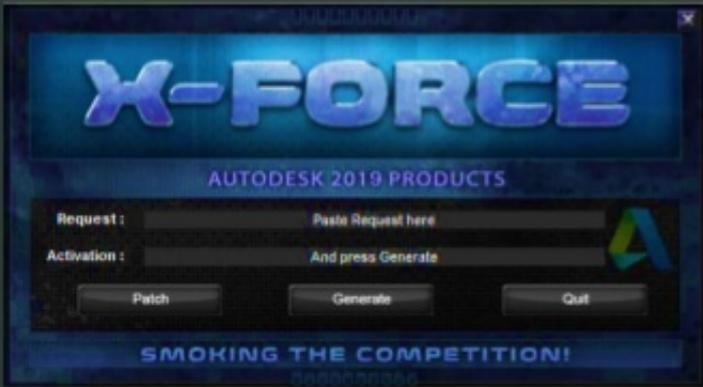 X-FORCE
AUTODESK 2019 PRODUCTS
Request : Paste Request here
Activation : And press Generate
Patch Generate Quit
SMOKING THE COMPETITION!